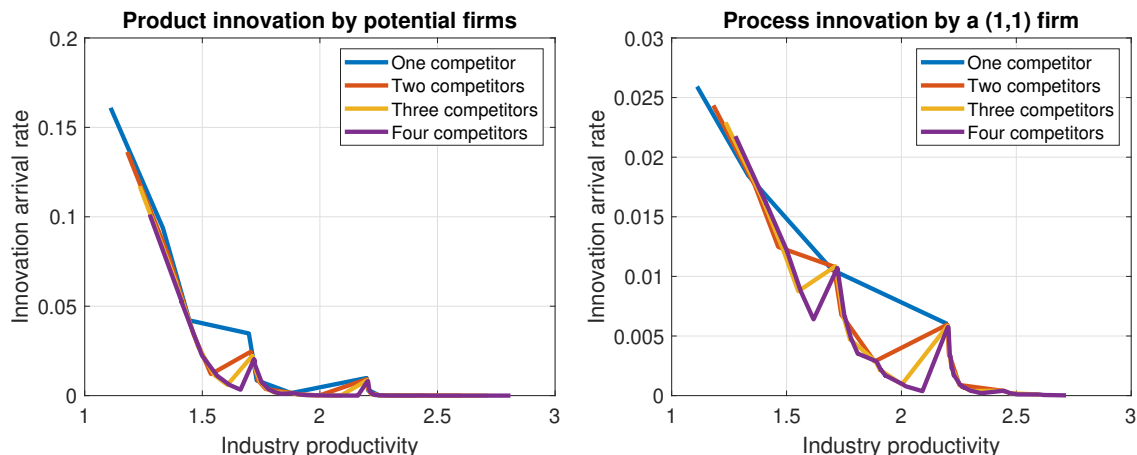 Product innovation by potential firms
0.2
0.15
0.1
0.05
0
Innovation arrival rate
One competitor
Two competitors
Three competitors
Four competitors
1
1.5
2
2.5
3
Industry productivity
Process innovation by a (1,1) firm
0.03
0.025
0.02
0.015
0.01
0.005
0
Innovation arrival rate
One competitor
Two competitors
Three competitors
Four competitors
1
1.5
2
2.5
3
Industry productivity